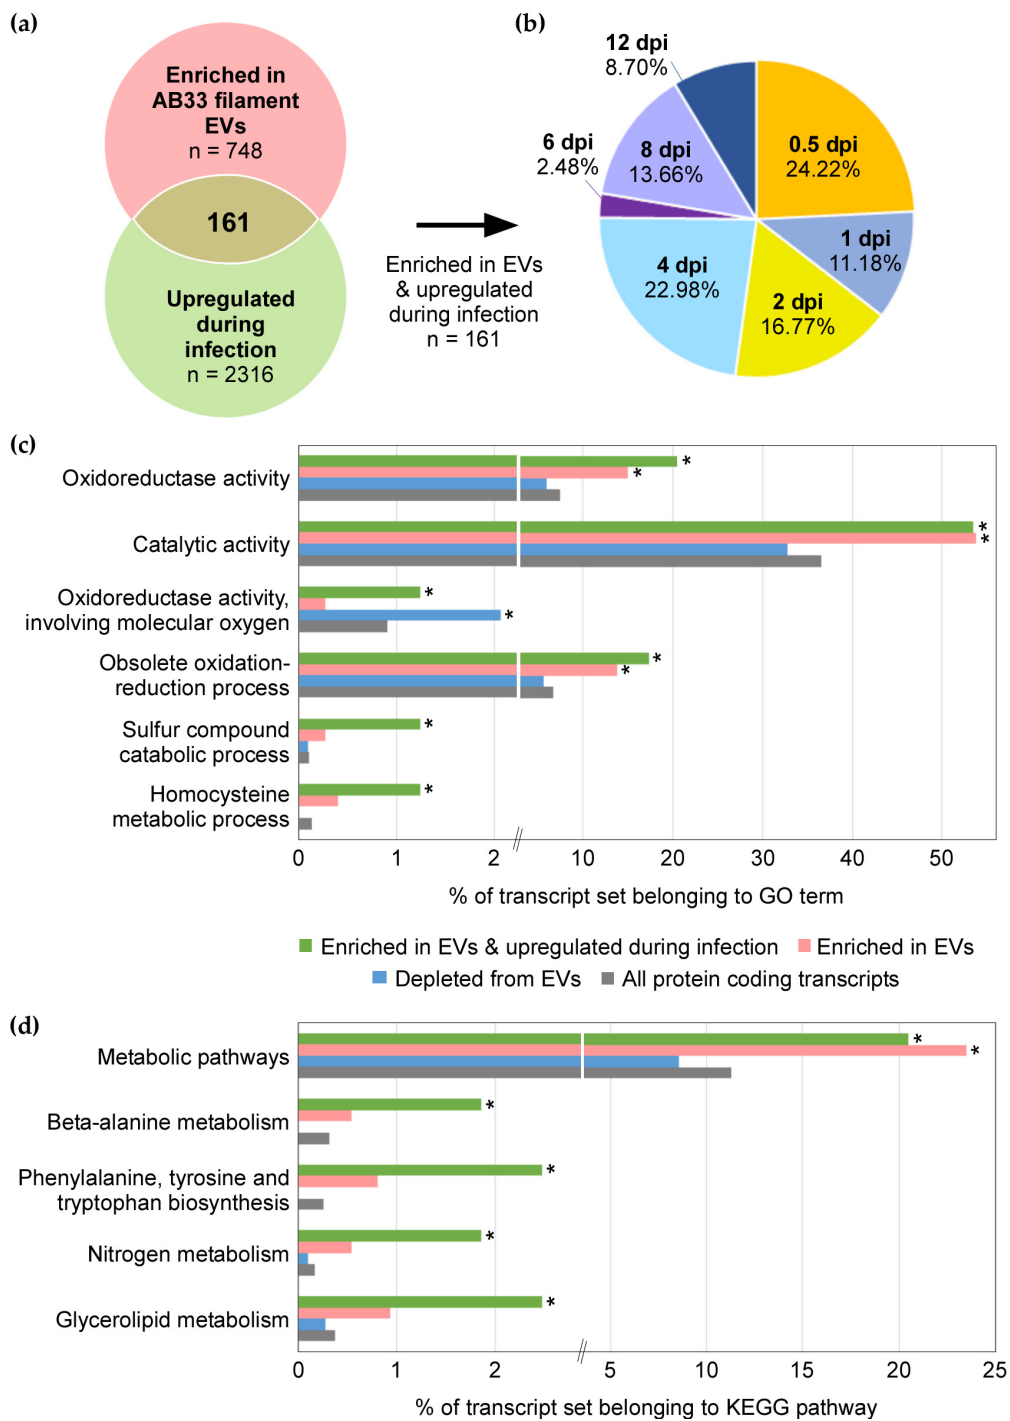 (a)
Enriched in
AB33 filament
EVs
n = 748
161
Upregulated
during
infection
n = 2316
Enriched in EVs
& upregulated
during infection
n = 161
(b)
12 dpi
8.70%
6 dpi
2.48%
8 dpi
13.66%
0.5 dpi
24.22%
1 dpi
11.18%
4 dpi
22.98%
2 dpi
16.77%
(c)
Oxidoreductase activity
* *
Catalytic activity
* *
Oxidoreductase activity,
involving molecular oxygen
* *
Obsolete oxidation-
reduction process
* *
Sulfur compound
catabolic process
*
Homocysteine
metabolic process
*
0 1 2 // 10 20 30 40 50
% of transcript set belonging to GO term
Enriched in EVs & upregulated during infection Enriched in EVs
Depleted from EVs All protein coding transcripts
(d)
Metabolic pathways
* *
Beta-alanine metabolism
*
Phenylalanine, tyrosine and
tryptophan biosynthesis
*
Nitrogen metabolism
*
Glycerolipid metabolism
*
0 1 2 // 5 10 15 20 25
% of transcript set belonging to KEGG pathway